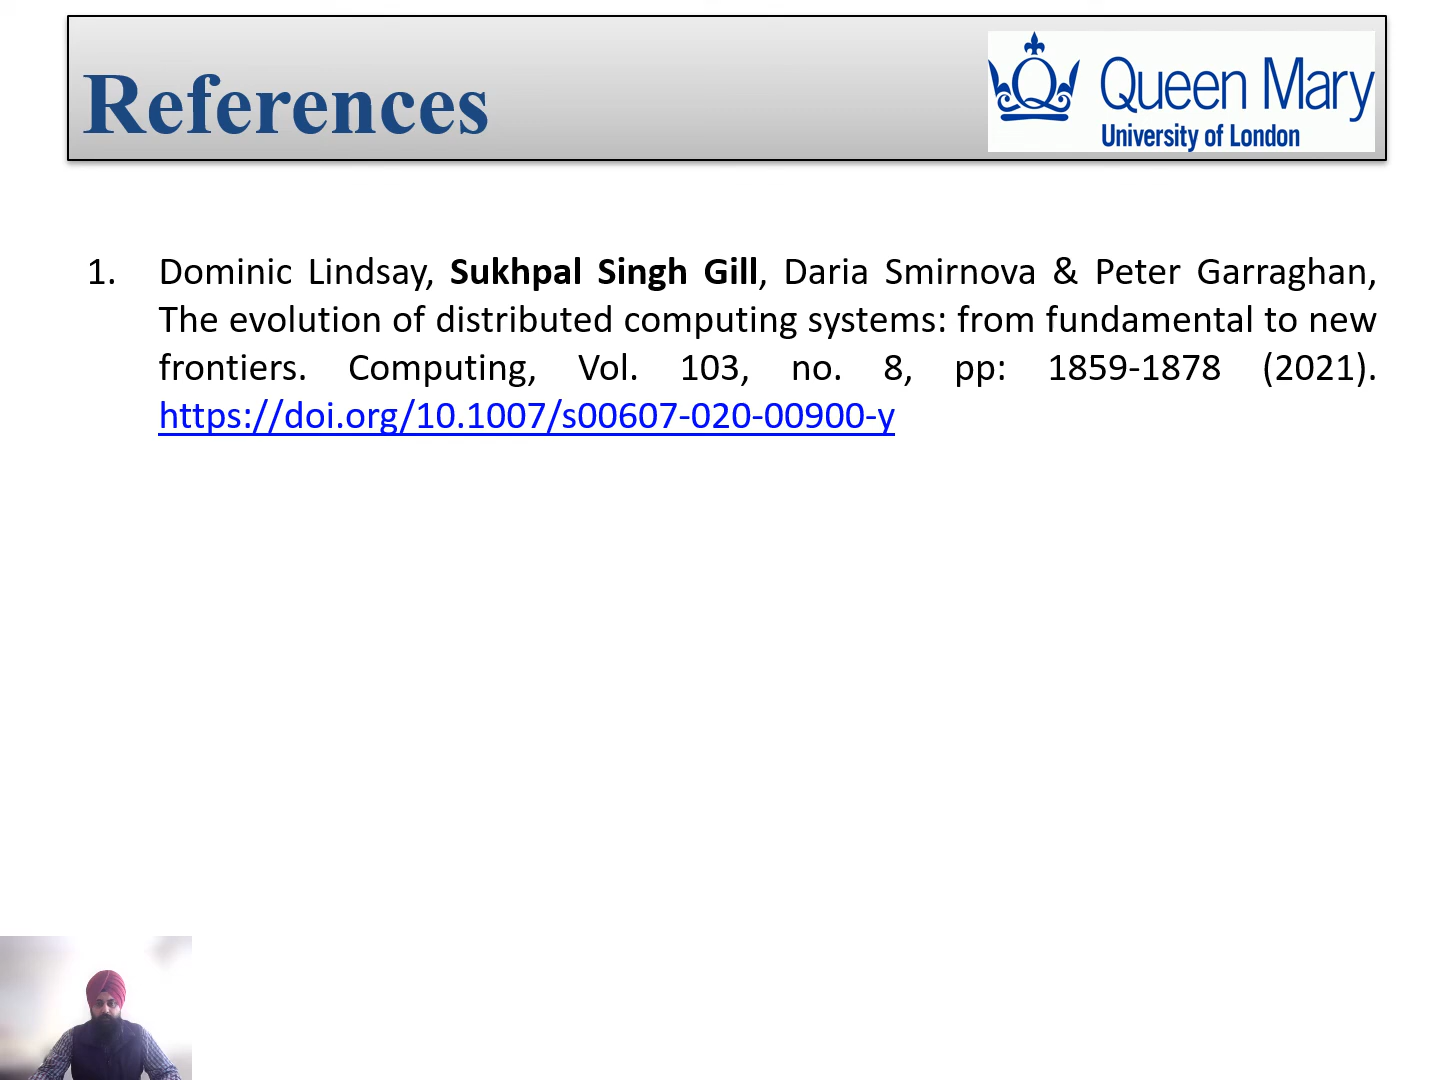 References
Queen Mary
University of London
1. Dominic Lindsay, Sukhpal Singh Gill, Daria Smirnova & Peter Garraghan,
The evolution of distributed computing systems: from fundamental to new
frontiers. Computing, Vol. 103, no. 8, pp: 1859-1878 (2021).
https://doi.org/10.1007/s00607-020-00900-y